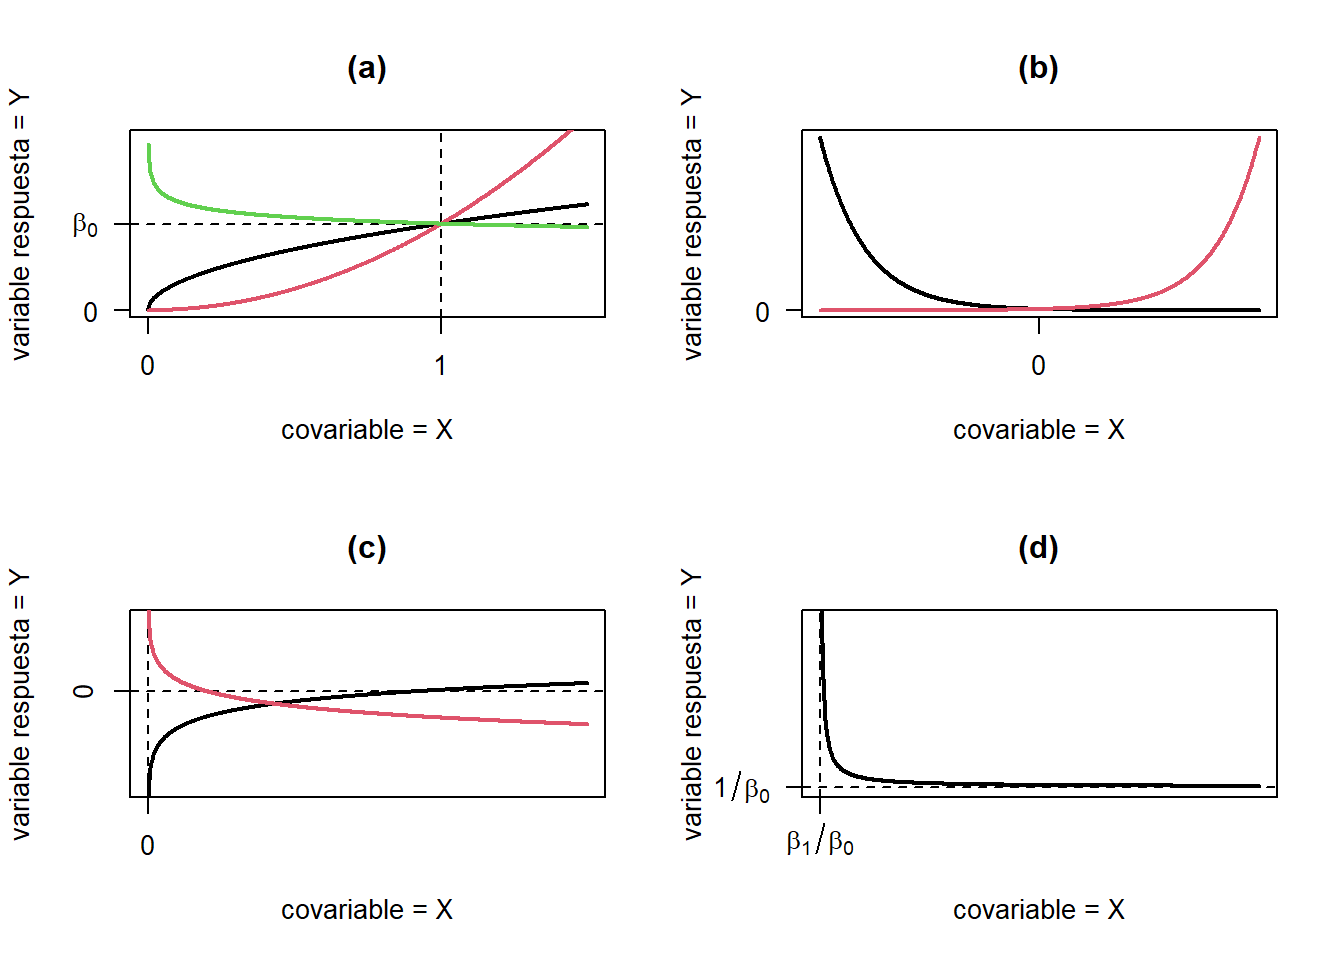 (a)
variable respuesta = Y
β0
0
0
1
covariable = X
(b)
variable respuesta = Y
0
0
covariable = X
(c)
variable respuesta = Y
0
0
covariable = X
(d)
variable respuesta = Y
1/β0
β1/β0
covariable = X